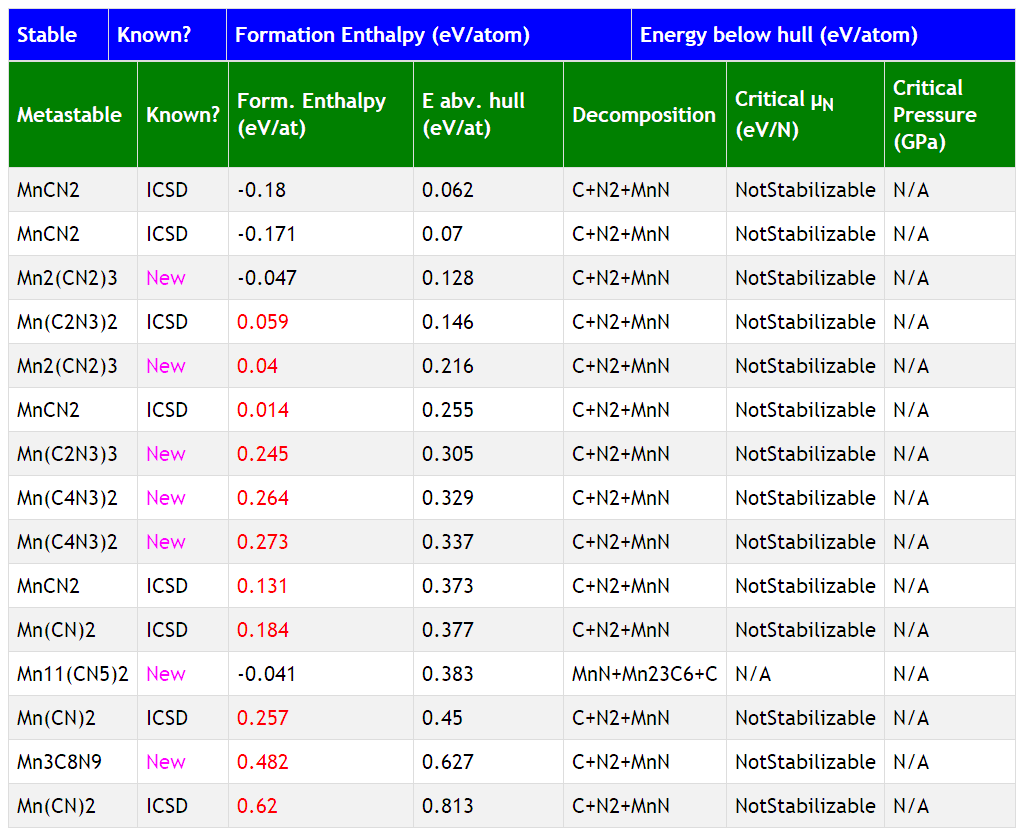 Stable Known? Formation Enthalpy (eV/atom) Energy below hull (eV/atom)
Metastable Known? Form. Enthalpy (eV/at) E abv. hull (eV/at) Decomposition Critical μN (eV/N) Critical Pressure (GPa)
MnCN2 ICSD -0.18 0.062 C+N2+MnN NotStabilizable N/A
MnCN2 ICSD -0.171 0.07 C+N2+MnN NotStabilizable N/A
Mn2(CN2)3 New -0.047 0.128 C+N2+MnN NotStabilizable N/A
Mn(C2N3)2 ICSD 0.059 0.146 C+N2+MnN NotStabilizable N/A
Mn2(CN2)3 New 0.04 0.216 C+N2+MnN NotStabilizable N/A
MnCN2 ICSD 0.014 0.255 C+N2+MnN NotStabilizable N/A
Mn(C2N3)3 New 0.245 0.305 C+N2+MnN NotStabilizable N/A
Mn(C4N3)2 New 0.264 0.329 C+N2+MnN NotStabilizable N/A
Mn(C4N3)2 New 0.273 0.337 C+N2+MnN NotStabilizable N/A
MnCN2 ICSD 0.131 0.373 C+N2+MnN NotStabilizable N/A
Mn(CN)2 ICSD 0.184 0.377 C+N2+MnN NotStabilizable N/A
Mn11(CN5)2 New -0.041 0.383 MnN+Mn23C6+C N/A N/A
Mn(CN)2 ICSD 0.257 0.45 C+N2+MnN NotStabilizable N/A
Mn3C8N9 New 0.482 0.627 C+N2+MnN NotStabilizable N/A
Mn(CN)2 ICSD 0.62 0.813 C+N2+MnN NotStabilizable N/A